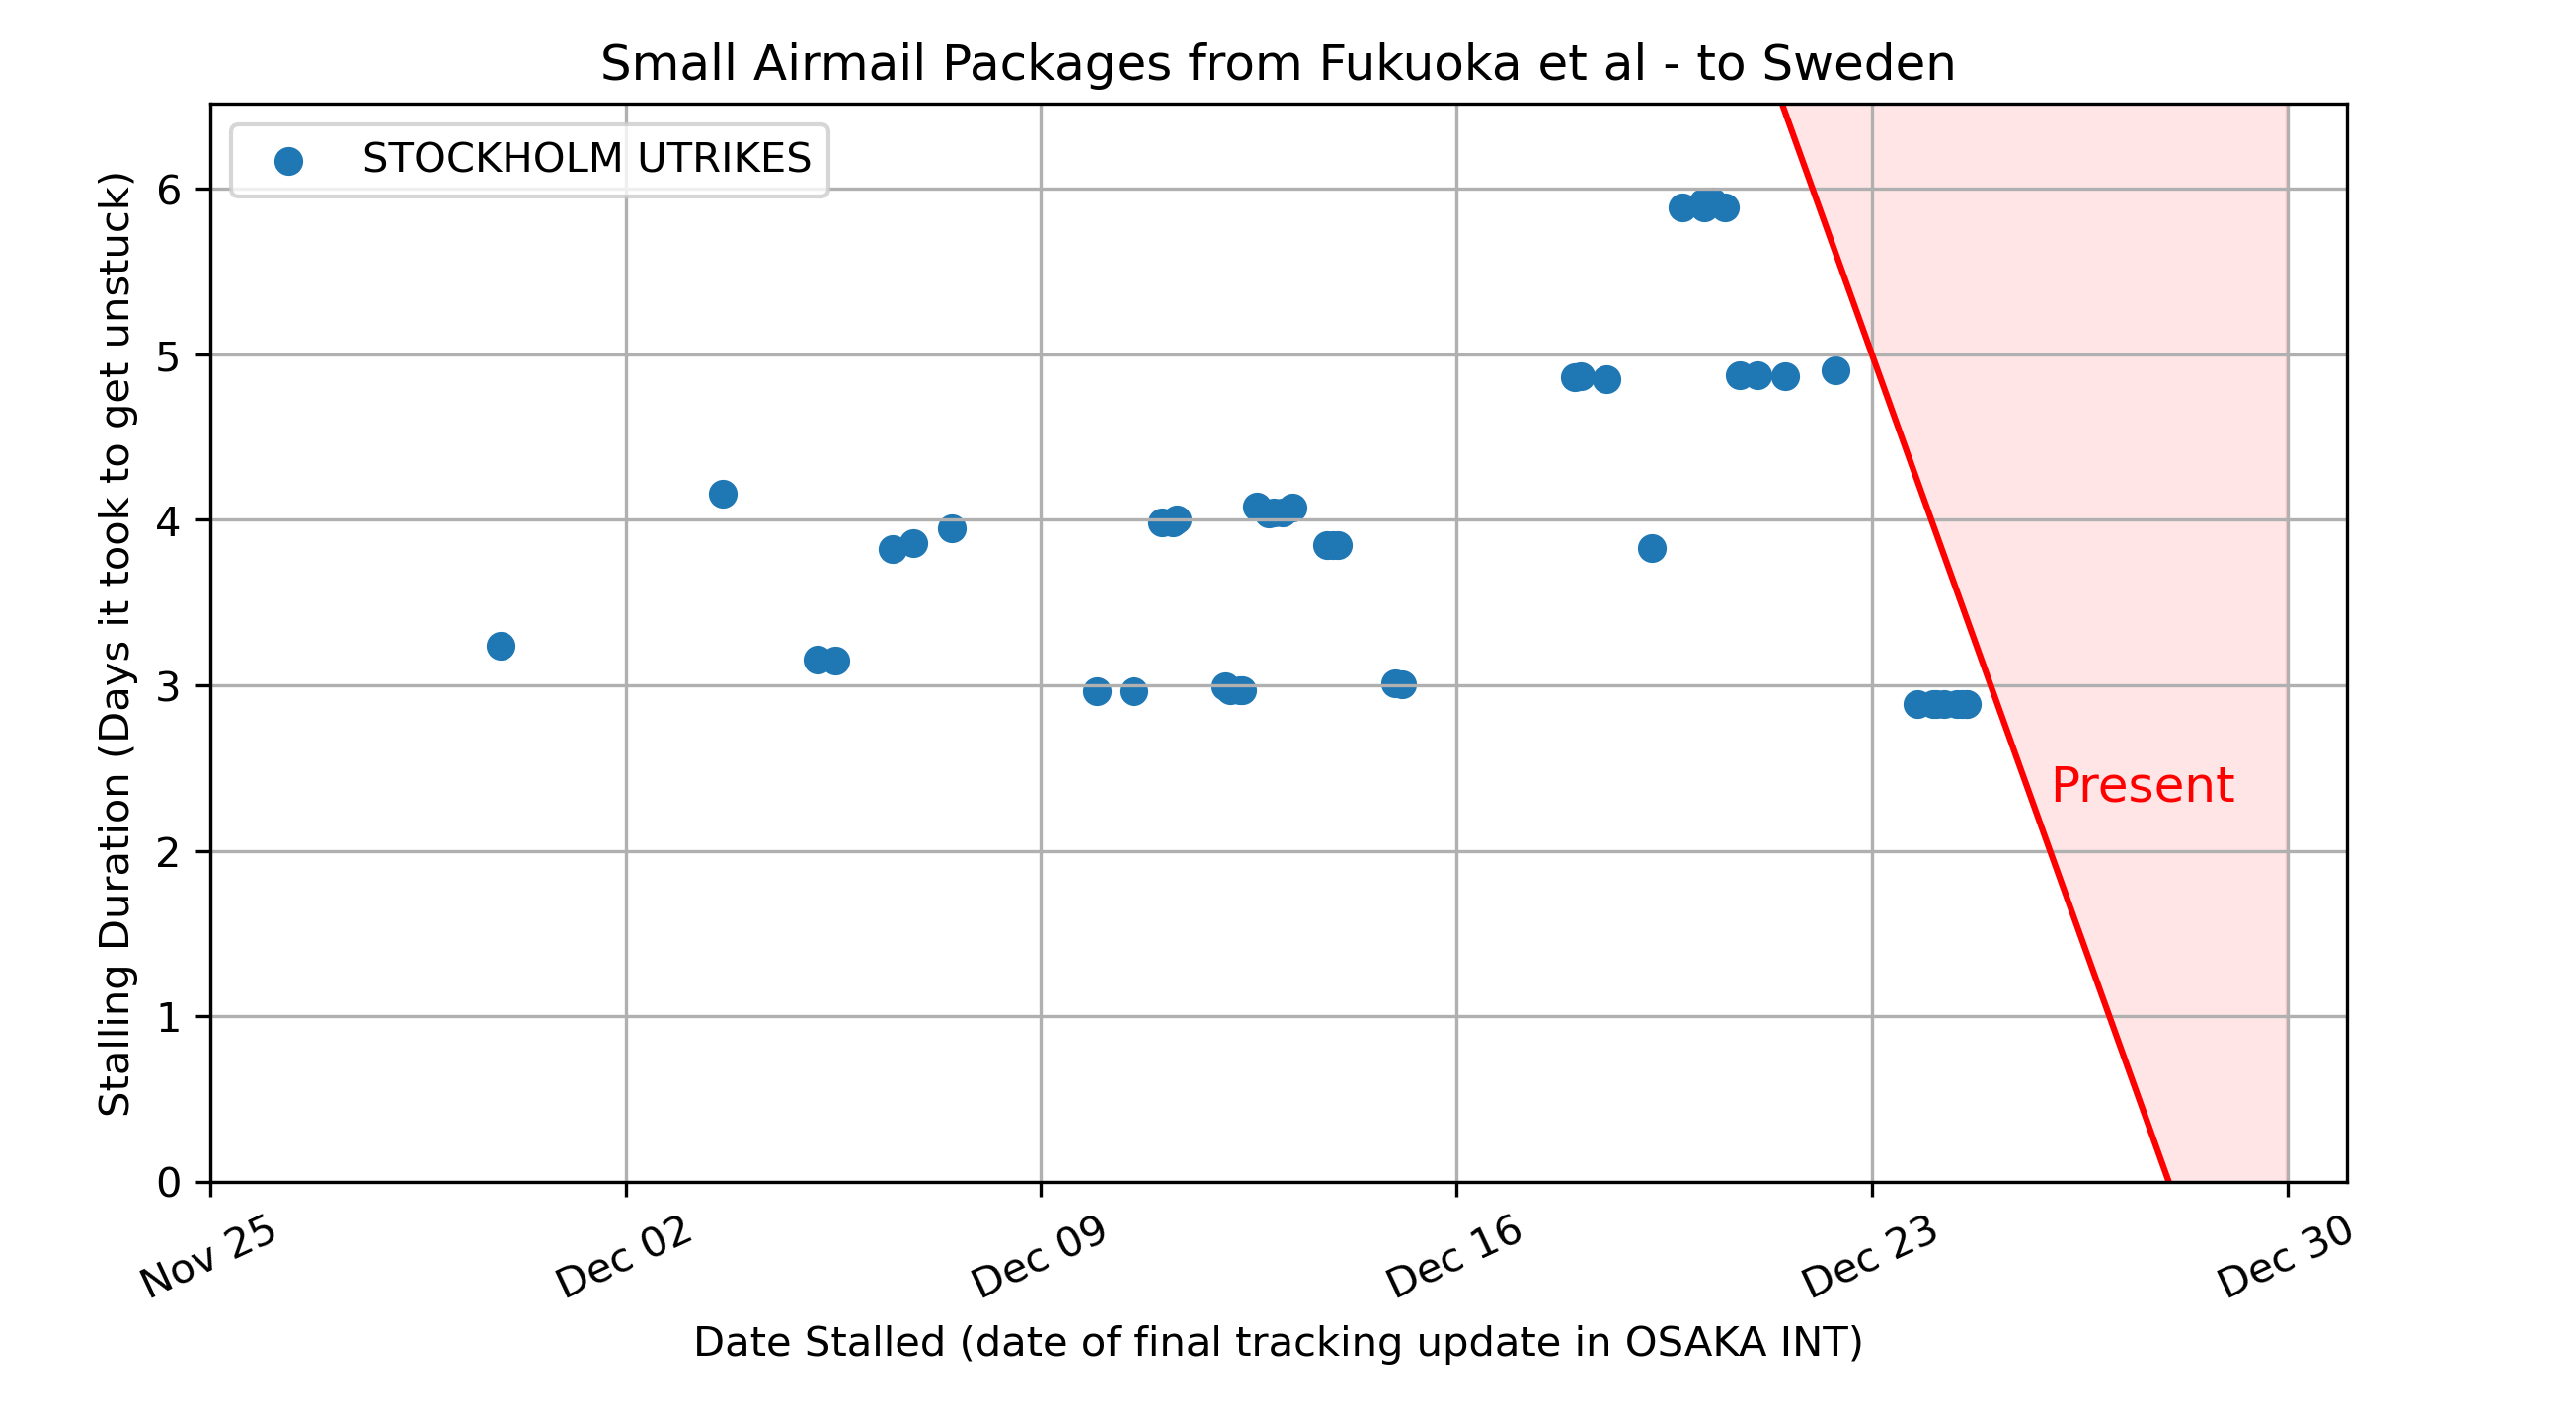 Small Airmail Packages from Fukuoka et al - to Sweden
STOCKHOLM UTRIKES
Stalling Duration (Days it took to get unstuck)
6
5
4
3
2
1
0
Present
Nov 25
Dec 02
Dec 09
Dec 16
Dec 23
Dec 30
Date Stalled (date of final tracking update in OSAKA INT)